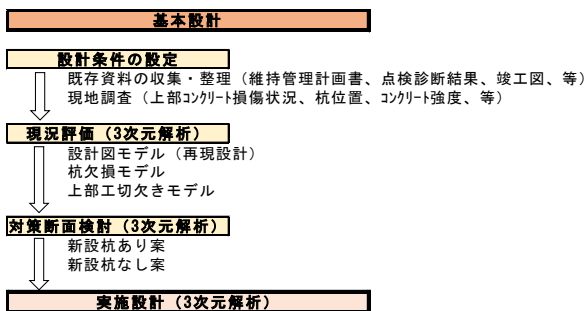 基本設計
設計条件の設定
既存資料の収集・整理（維持管理計画書、点検診断結果、竣工図、等）
現地調査（上部ｺﾝｸﾘｰﾄ損傷状況、杭位置、ｺﾝｸﾘｰﾄ強度、等）
現況評価（3次元解析）
設計図モデル（再現設計）
杭欠損モデル
上部工切欠きモデル
対策断面検討（3次元解析）
新設杭あり案
新設杭なし案
実施設計（3次元解析）